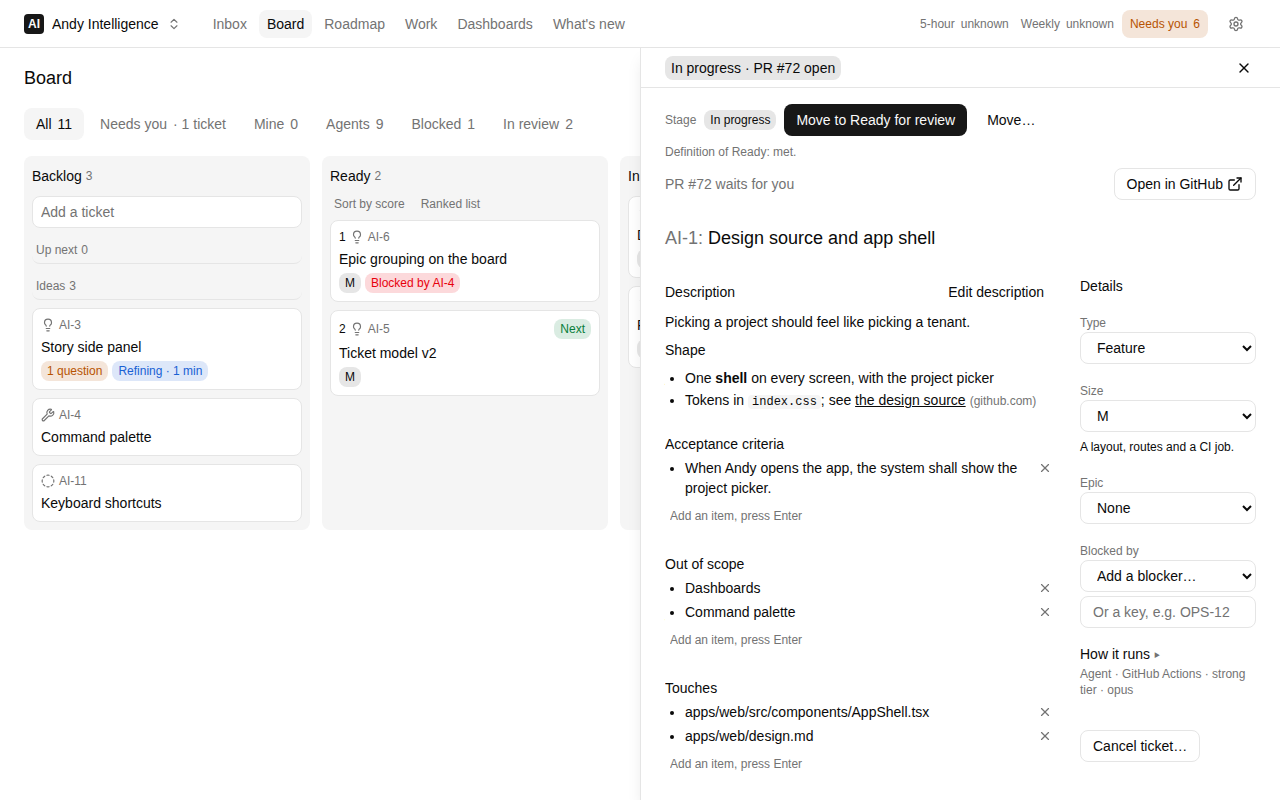 AI Andy Intelligence Inbox Board Roadmap Work Dashboards What's new 5-hour unknown Weekly unknown Needs you 6
Board
All 11 Needs you · 1 ticket Mine 0 Agents 9 Blocked 1 In review 2
Backlog 3
Add a ticket
Up next 0
Ideas 3
AI-3
Story side panel
1 question Refining · 1 min
AI-4
Command palette
AI-11
Keyboard shortcuts
Ready 2
Sort by score Ranked list
1 AI-6
Epic grouping on the board
M Blocked by AI-4
2 AI-5 Next
Ticket model v2
M
In
In progress · PR #72 open
Stage In progress Move to Ready for review Move…
Definition of Ready: met.
PR #72 waits for you Open in GitHub
AI-1: Design source and app shell
Description Edit description
Picking a project should feel like picking a tenant.
Shape
• One shell on every screen, with the project picker
• Tokens in index.css; see the design source (github.com)
Acceptance criteria
• When Andy opens the app, the system shall show the
project picker.
Add an item, press Enter
Out of scope
• Dashboards
• Command palette
Add an item, press Enter
Touches
• apps/web/src/components/AppShell.tsx
• apps/web/design.md
Add an item, press Enter
Details
Type
Feature
Size
M
A layout, routes and a CI job.
Epic
None
Blocked by
Add a blocker…
Or a key, e.g. OPS-12
How it runs ▸
Agent · GitHub Actions · strong
tier · opus
Cancel ticket…